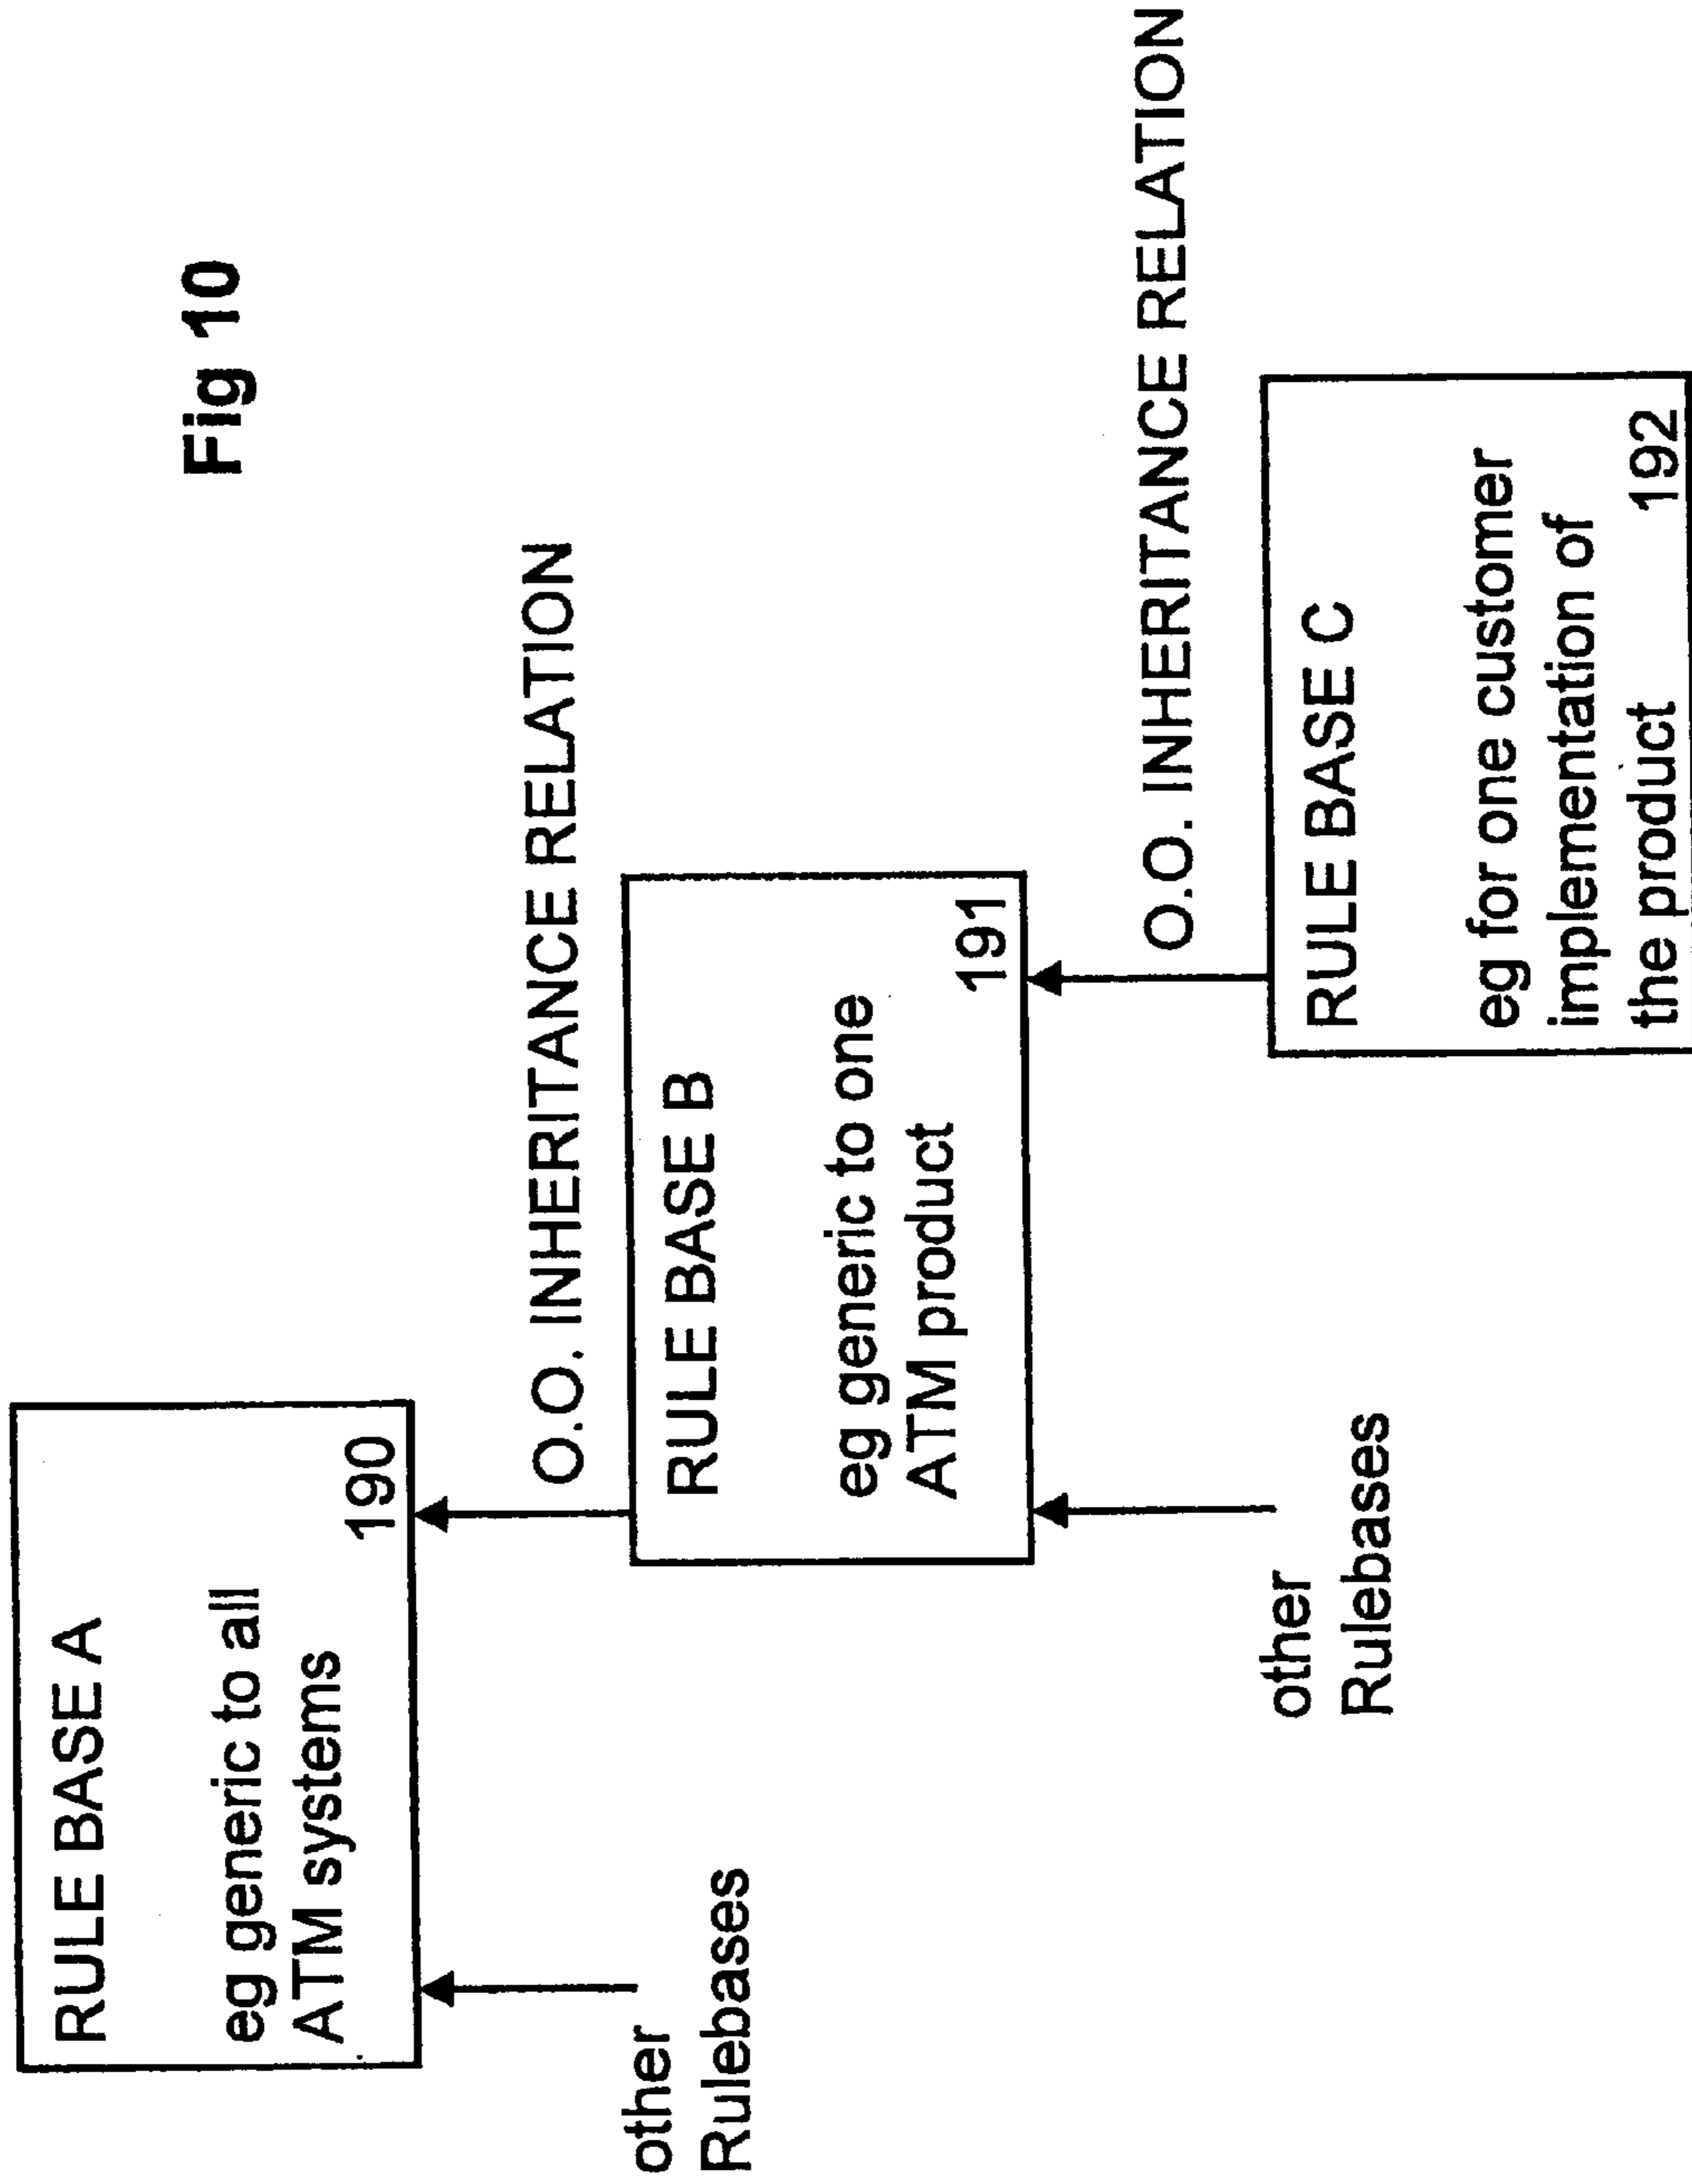 Fig 10
RULE BASE A
eg generic to all
ATM systems
190
O.O. INHERITANCE RELATION
other
Rulebases
RULE BASE B
eg generic to one
ATM product
191
O.O. INHERITANCE RELATION
other
Rulebases
RULE BASE C
eg for one customer
implementation of
the product 192